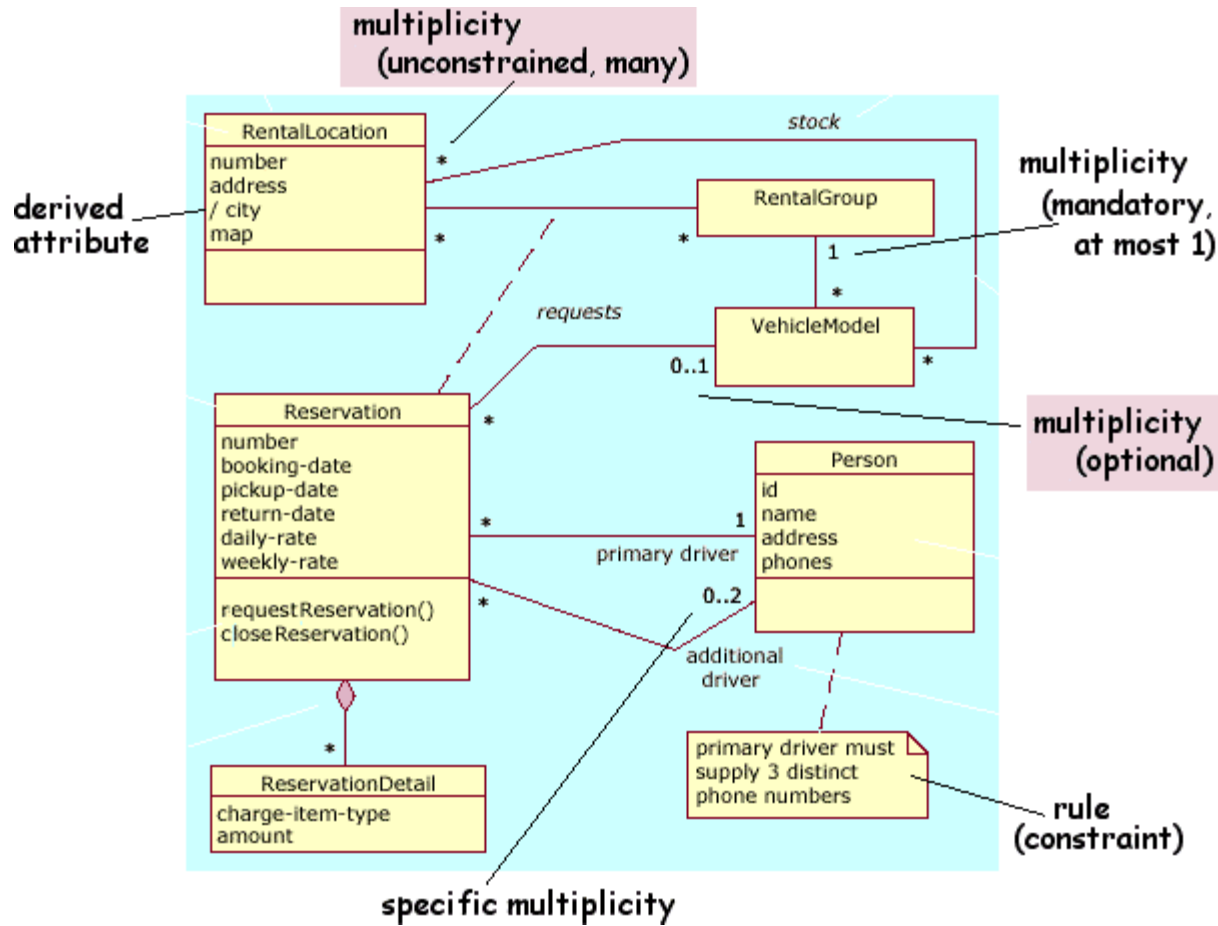 multiplicity
(unconstrained, many)
RentalLocation
number
address
/ city
map
*
*
stock
derived
attribute
RentalGroup
*
1
*
multiplicity
(mandatory,
at most 1)
requests
VehicleModel
0..1
*
*
multiplicity
(optional)
Reservation
number
booking-date
pickup-date
return-date
daily-rate
weekly-rate
requestReservation()
closeReservation()
Person
id
name
address
phones
*
1
primary driver
*
0..2
additional
driver
*
ReservationDetail
charge-item-type
amount
primary driver must
supply 3 distinct
phone numbers
rule
(constraint)
specific multiplicity